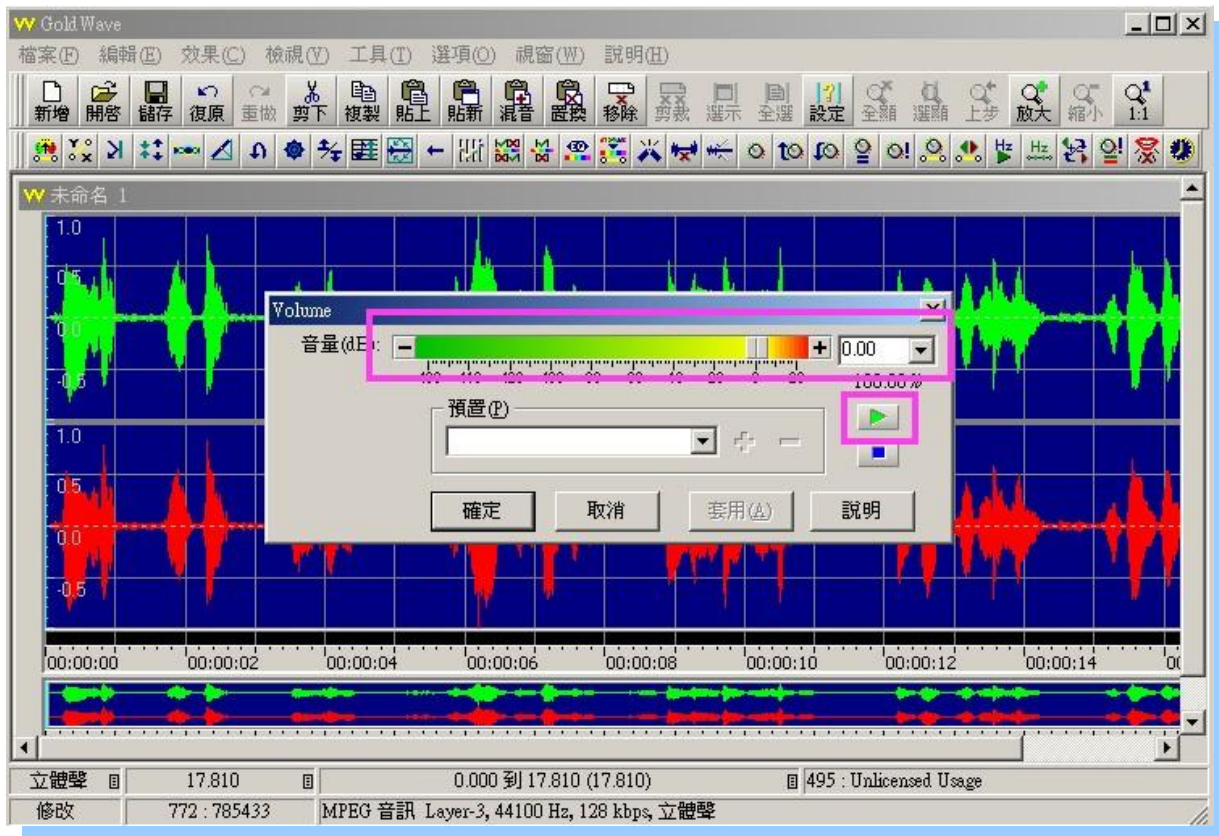 Gold Wave
檔案(F) 編輯(E) 效果(C) 檢視(V) 工具(T) 選項(O) 視窗(W) 說明(H)
新增 開啓 儲存 復原 重做 剪下 複製 貼上 貼新 混音 置換 移除 剪裁 選示 全選 設定 全顯 選顯 上步 放大 縮小 1:1
Hz Hz
未命名 1
1.0
0.5
0.0
-0.5
Volume
音量(dB):
0.00
100.00%
預置(P)
確定 取消 套用(A) 說明
1.0
0.5
0.0
-0.5
00:00:00 00:00:02 00:00:04 00:00:06 00:00:08 00:00:10 00:00:12 00:00:14 00
立體聲 17.810 0.000 到 17.810 (17.810) 495 : Unlicensed Usage
修改 772 : 785433 MPEG 音訊 Layer-3, 44100 Hz, 128 kbps, 立體聲